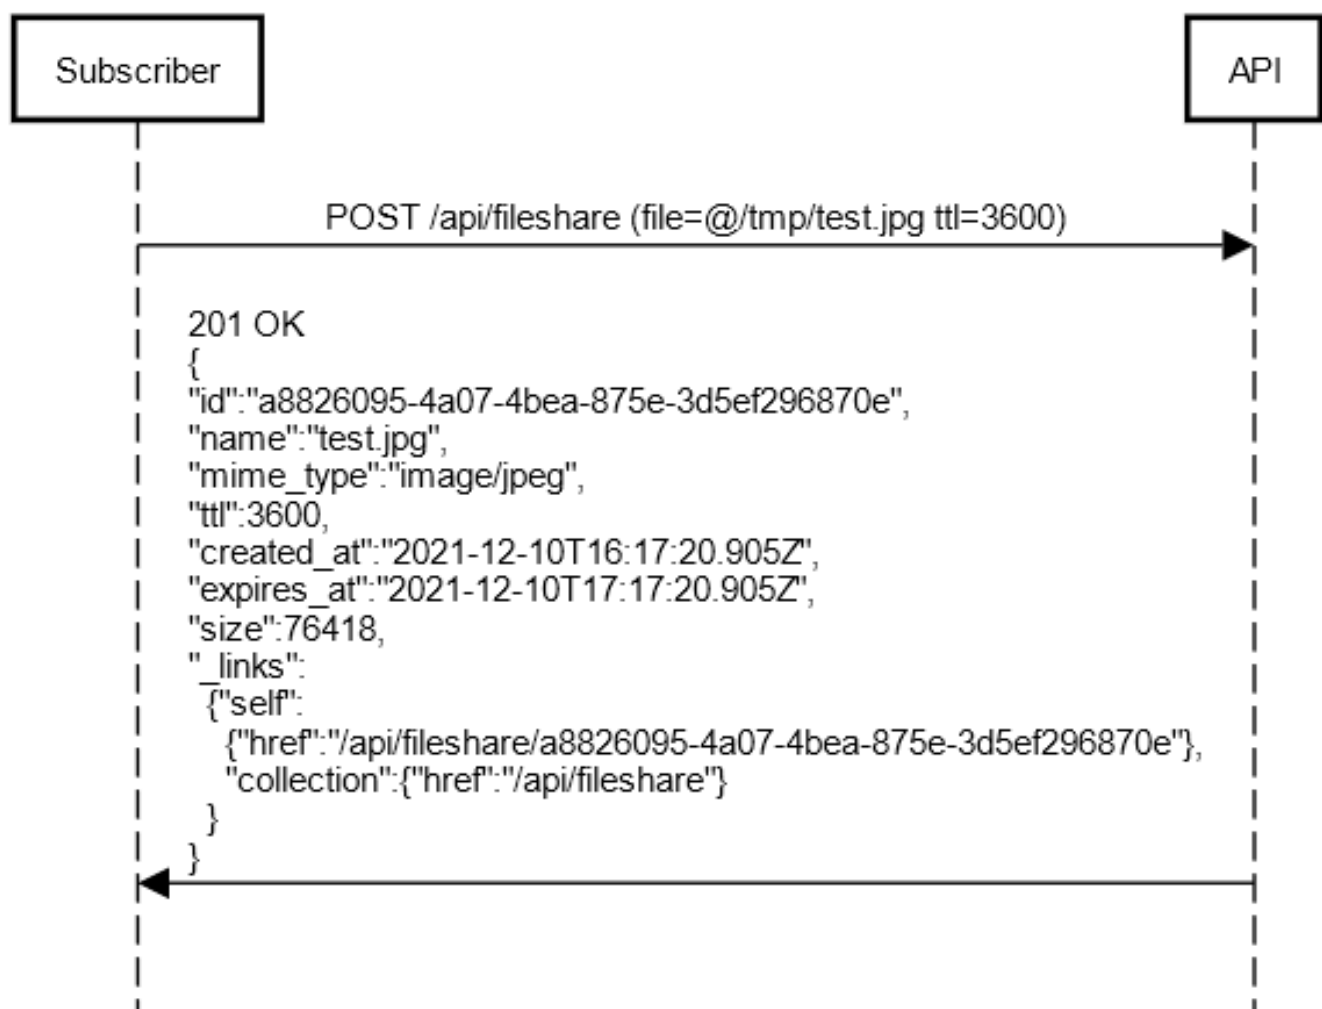 Subscriber
API
POST /api/fileshare (file=@/tmp/test.jpg ttl=3600)
201 OK
{
"id":"a8826095-4a07-4bea-875e-3d5ef296870e",
"name":"test.jpg",
"mime_type":"image/jpeg",
"ttl":3600,
"created_at":"2021-12-10T16:17:20.905Z",
"expires_at":"2021-12-10T17:17:20.905Z",
"size":76418,
"_links":
{"self":
{"href":"/api/fileshare/a8826095-4a07-4bea-875e-3d5ef296870e"},
"collection":{"href":"/api/fileshare"}
}
}